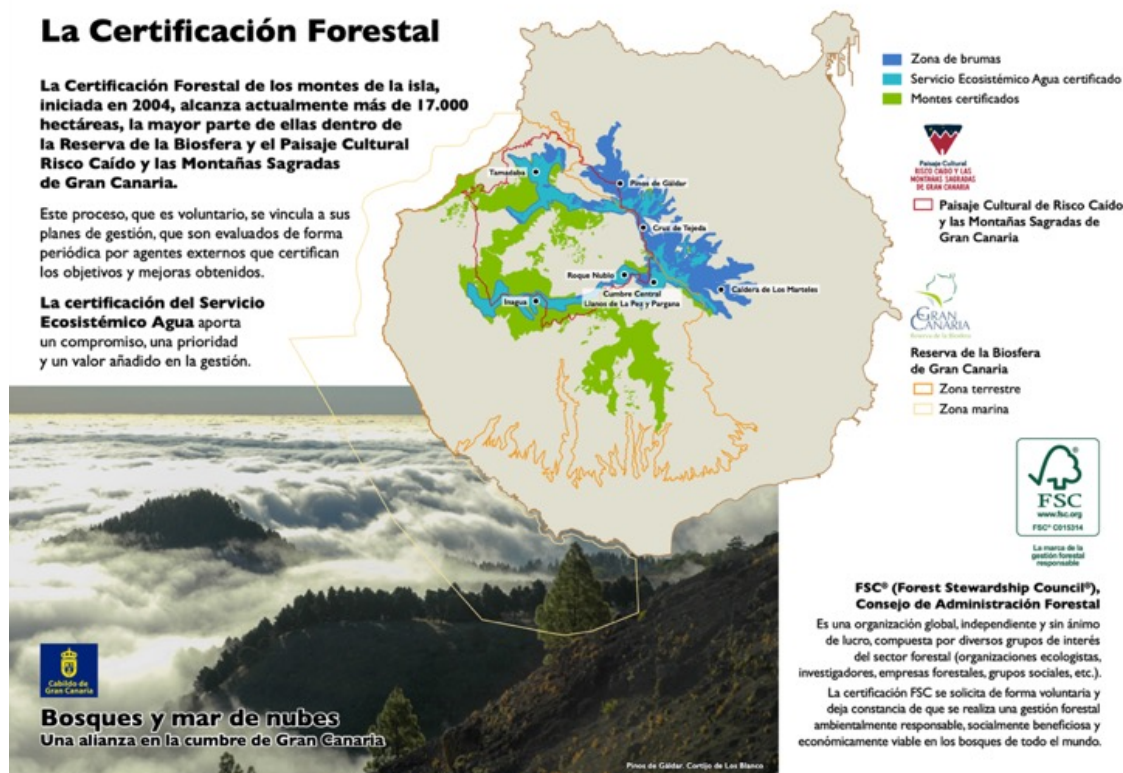 La Certificación Forestal
La Certificación Forestal de los montes de la isla,
iniciada en 2004, alcanza actualmente más de 17.000
hectáreas, la mayor parte de ellas dentro de
la Reserva de la Biosfera y el Paisaje Cultural
Risco Caído y las Montañas Sagradas
de Gran Canaria.
Este proceso, que es voluntario, se vincula a sus
planes de gestión, que son evaluados de forma
periódica por agentes externos que certifican
los objetivos y mejoras obtenidos.
La certificación del Servicio
Ecosistémico Agua aporta
un compromiso, una prioridad
y un valor añadido en la gestión.
Tamadaba
Pinos de Gáldar
Cruz de Tejeda
Roque Nublo
Cumbre Central
Llanos de La Pez y Pargana
Caldera de Los Marteles
Inagua
Zona de brumas
Servicio Ecosistémico Agua certificado
Montes certificados
Paisaje Cultural
RISCO CAÍDO Y LAS
MONTAÑAS SAGRADAS
DE GRAN CANARIA
Paisaje Cultural de Risco Caído
y las Montañas Sagradas de
Gran Canaria
GRAN
CANARIA
Reserva de la Biosfera
Reserva de la Biosfera
de Gran Canaria
Zona terrestre
Zona marina
FSC
www.fsc.org
FSC® C015314
La marca de la
gestión forestal
responsable
FSC® (Forest Stewardship Council®),
Consejo de Administración Forestal
Es una organización global, independiente y sin ánimo
de lucro, compuesta por diversos grupos de interés
del sector forestal (organizaciones ecologistas,
investigadores, empresas forestales, grupos sociales, etc.).
La certificación FSC se solicita de forma voluntaria y
deja constancia de que se realiza una gestión forestal
ambientalmente responsable, socialmente beneficiosa y
económicamente viable en los bosques de todo el mundo.
Cabildo de
Gran Canaria
Bosques y mar de nubes
Una alianza en la cumbre de Gran Canaria
Pinos de Gáldar. Cortijo de Los Blanco